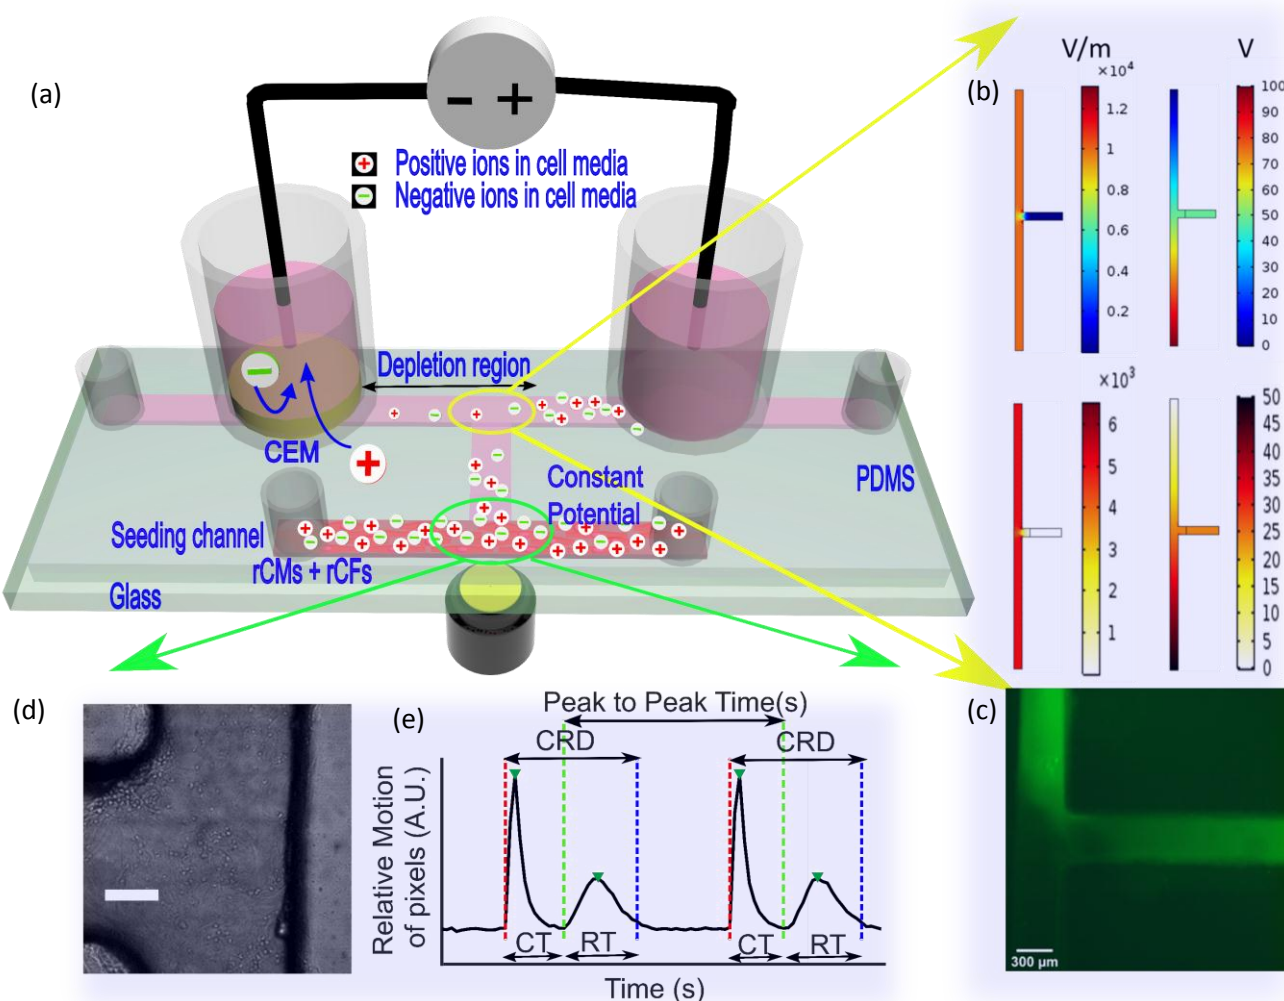 (a)
- +
+ Positive ions in cell media
- Negative ions in cell media
Depletion region
CEM
Constant
Potential
PDMS
Seeding channel
rCMs + rCFs
Glass
(b)
V/m
×10⁴
1
0.8
0.6
0.4
0.2
V
100
90
80
70
60
50
40
30
20
10
0
×10³
6
5
4
3
2
1
50
45
40
35
30
25
20
15
10
5
0
(c)
300 µm
(d)
(e)
Peak to Peak Time(s)
CRD
CRD
Relative Motion
of pixels (A.U.)
CT
RT
CT
RT
Time (s)